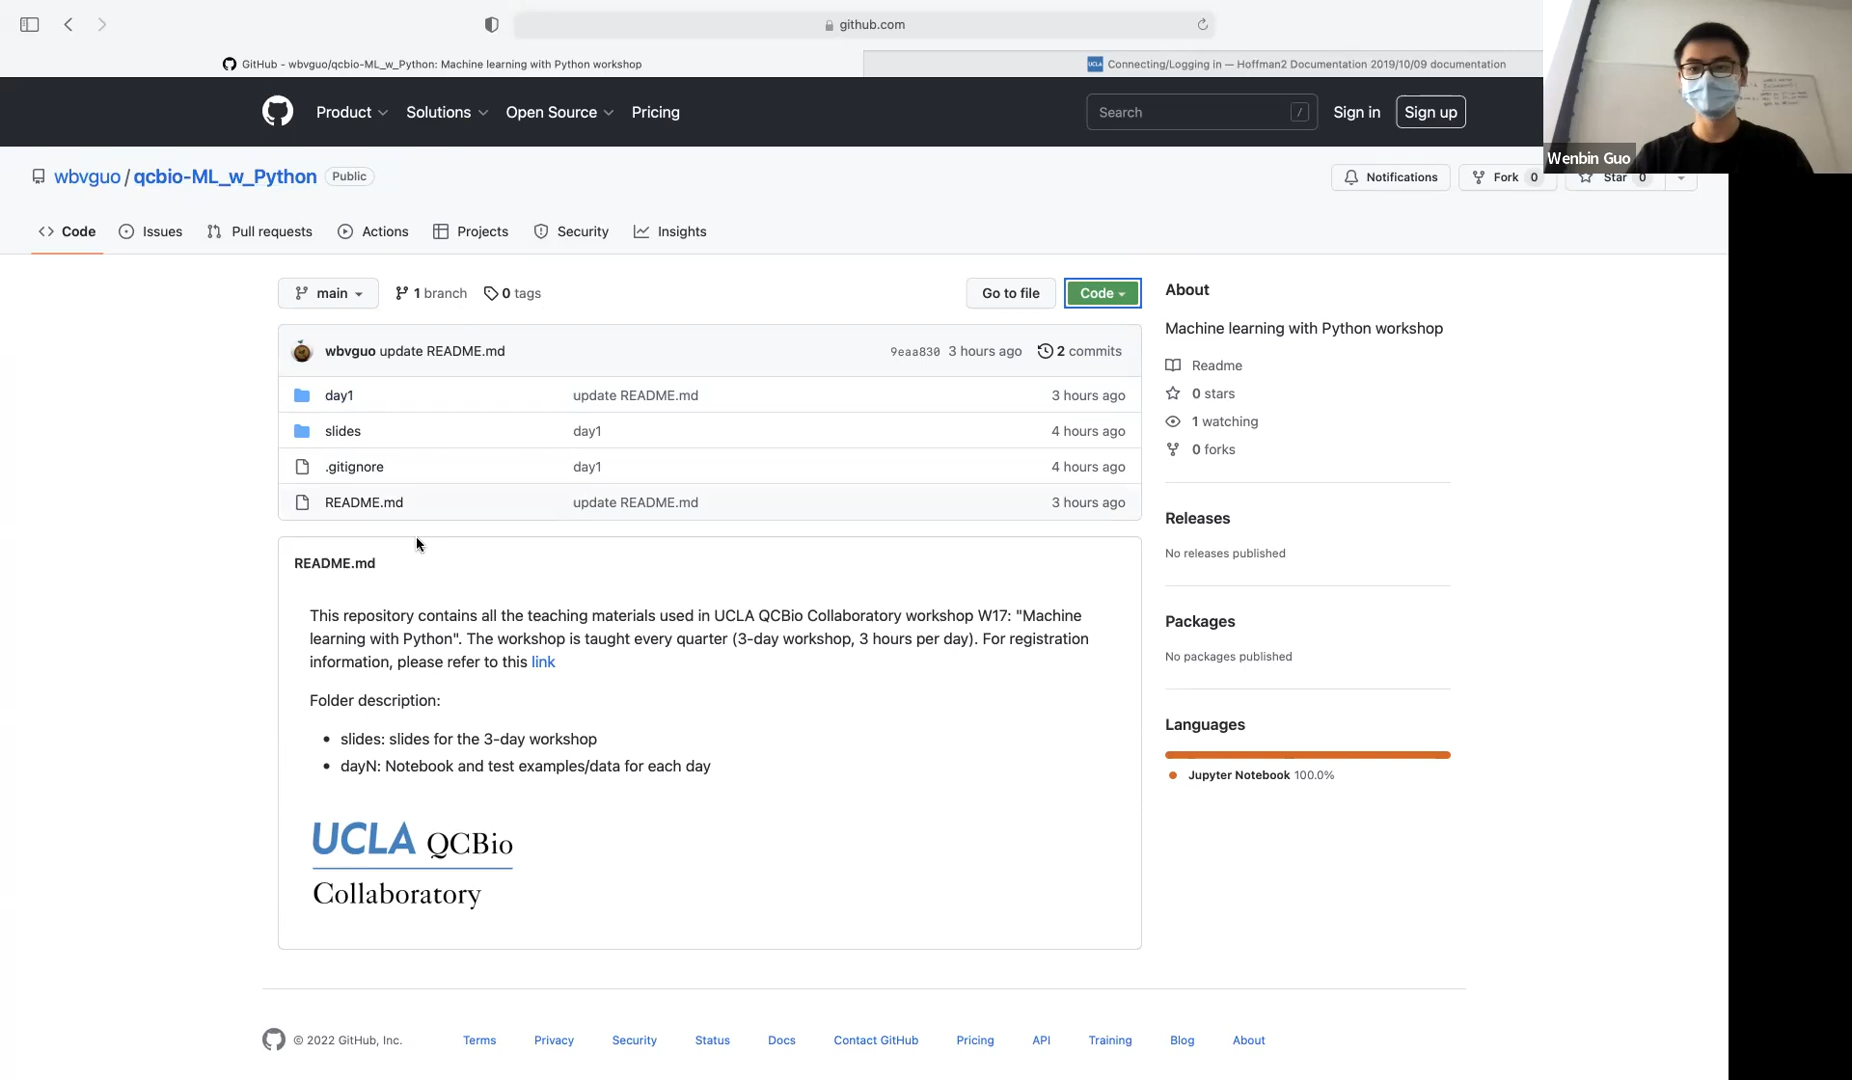 github.com
GitHub - wbvguo/qcbio-ML_w_Python: Machine learning with Python workshop
UCLA Connecting/Logging in — Hoffman2 Documentation 2019/10/09 documentation
Product Solutions Open Source Pricing
Search /
Sign in Sign up
Wenbin Guo
wbvguo / qcbio-ML_w_Python Public
Notifications Fork 0 Star 0
Code Issues Pull requests Actions Projects Security Insights
main 1 branch 0 tags Go to file Code
wbvguo update README.md 9eaa830 3 hours ago 2 commits
day1 update README.md 3 hours ago
slides day1 4 hours ago
.gitignore day1 4 hours ago
README.md update README.md 3 hours ago
README.md
This repository contains all the teaching materials used in UCLA QCBio Collaboratory workshop W17: "Machine
learning with Python". The workshop is taught every quarter (3-day workshop, 3 hours per day). For registration
information, please refer to this link
Folder description:
• slides: slides for the 3-day workshop
• dayN: Notebook and test examples/data for each day
UCLA QCBio
Collaboratory
About
Machine learning with Python workshop
Readme
0 stars
1 watching
0 forks
Releases
No releases published
Packages
No packages published
Languages
Jupyter Notebook 100.0%
© 2022 GitHub, Inc. Terms Privacy Security Status Docs Contact GitHub Pricing API Training Blog About